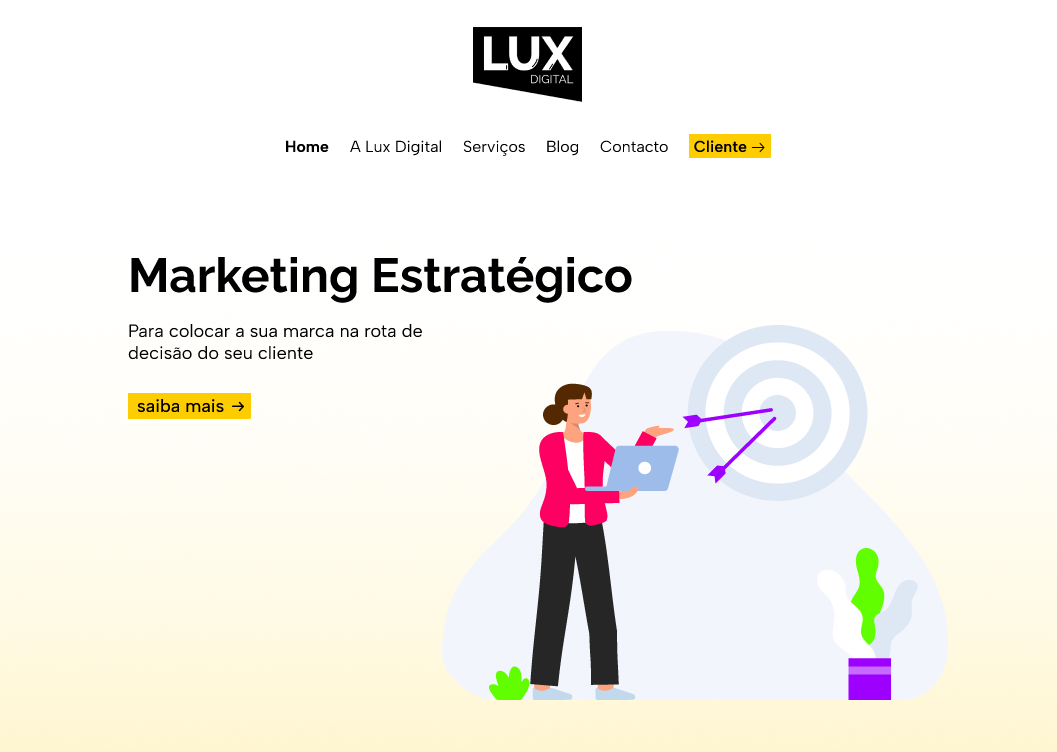 LUX
DIGITAL
Home A Lux Digital Serviços Blog Contacto Cliente →
Marketing Estratégico
Para colocar a sua marca na rota de
decisão do seu cliente
saiba mais →